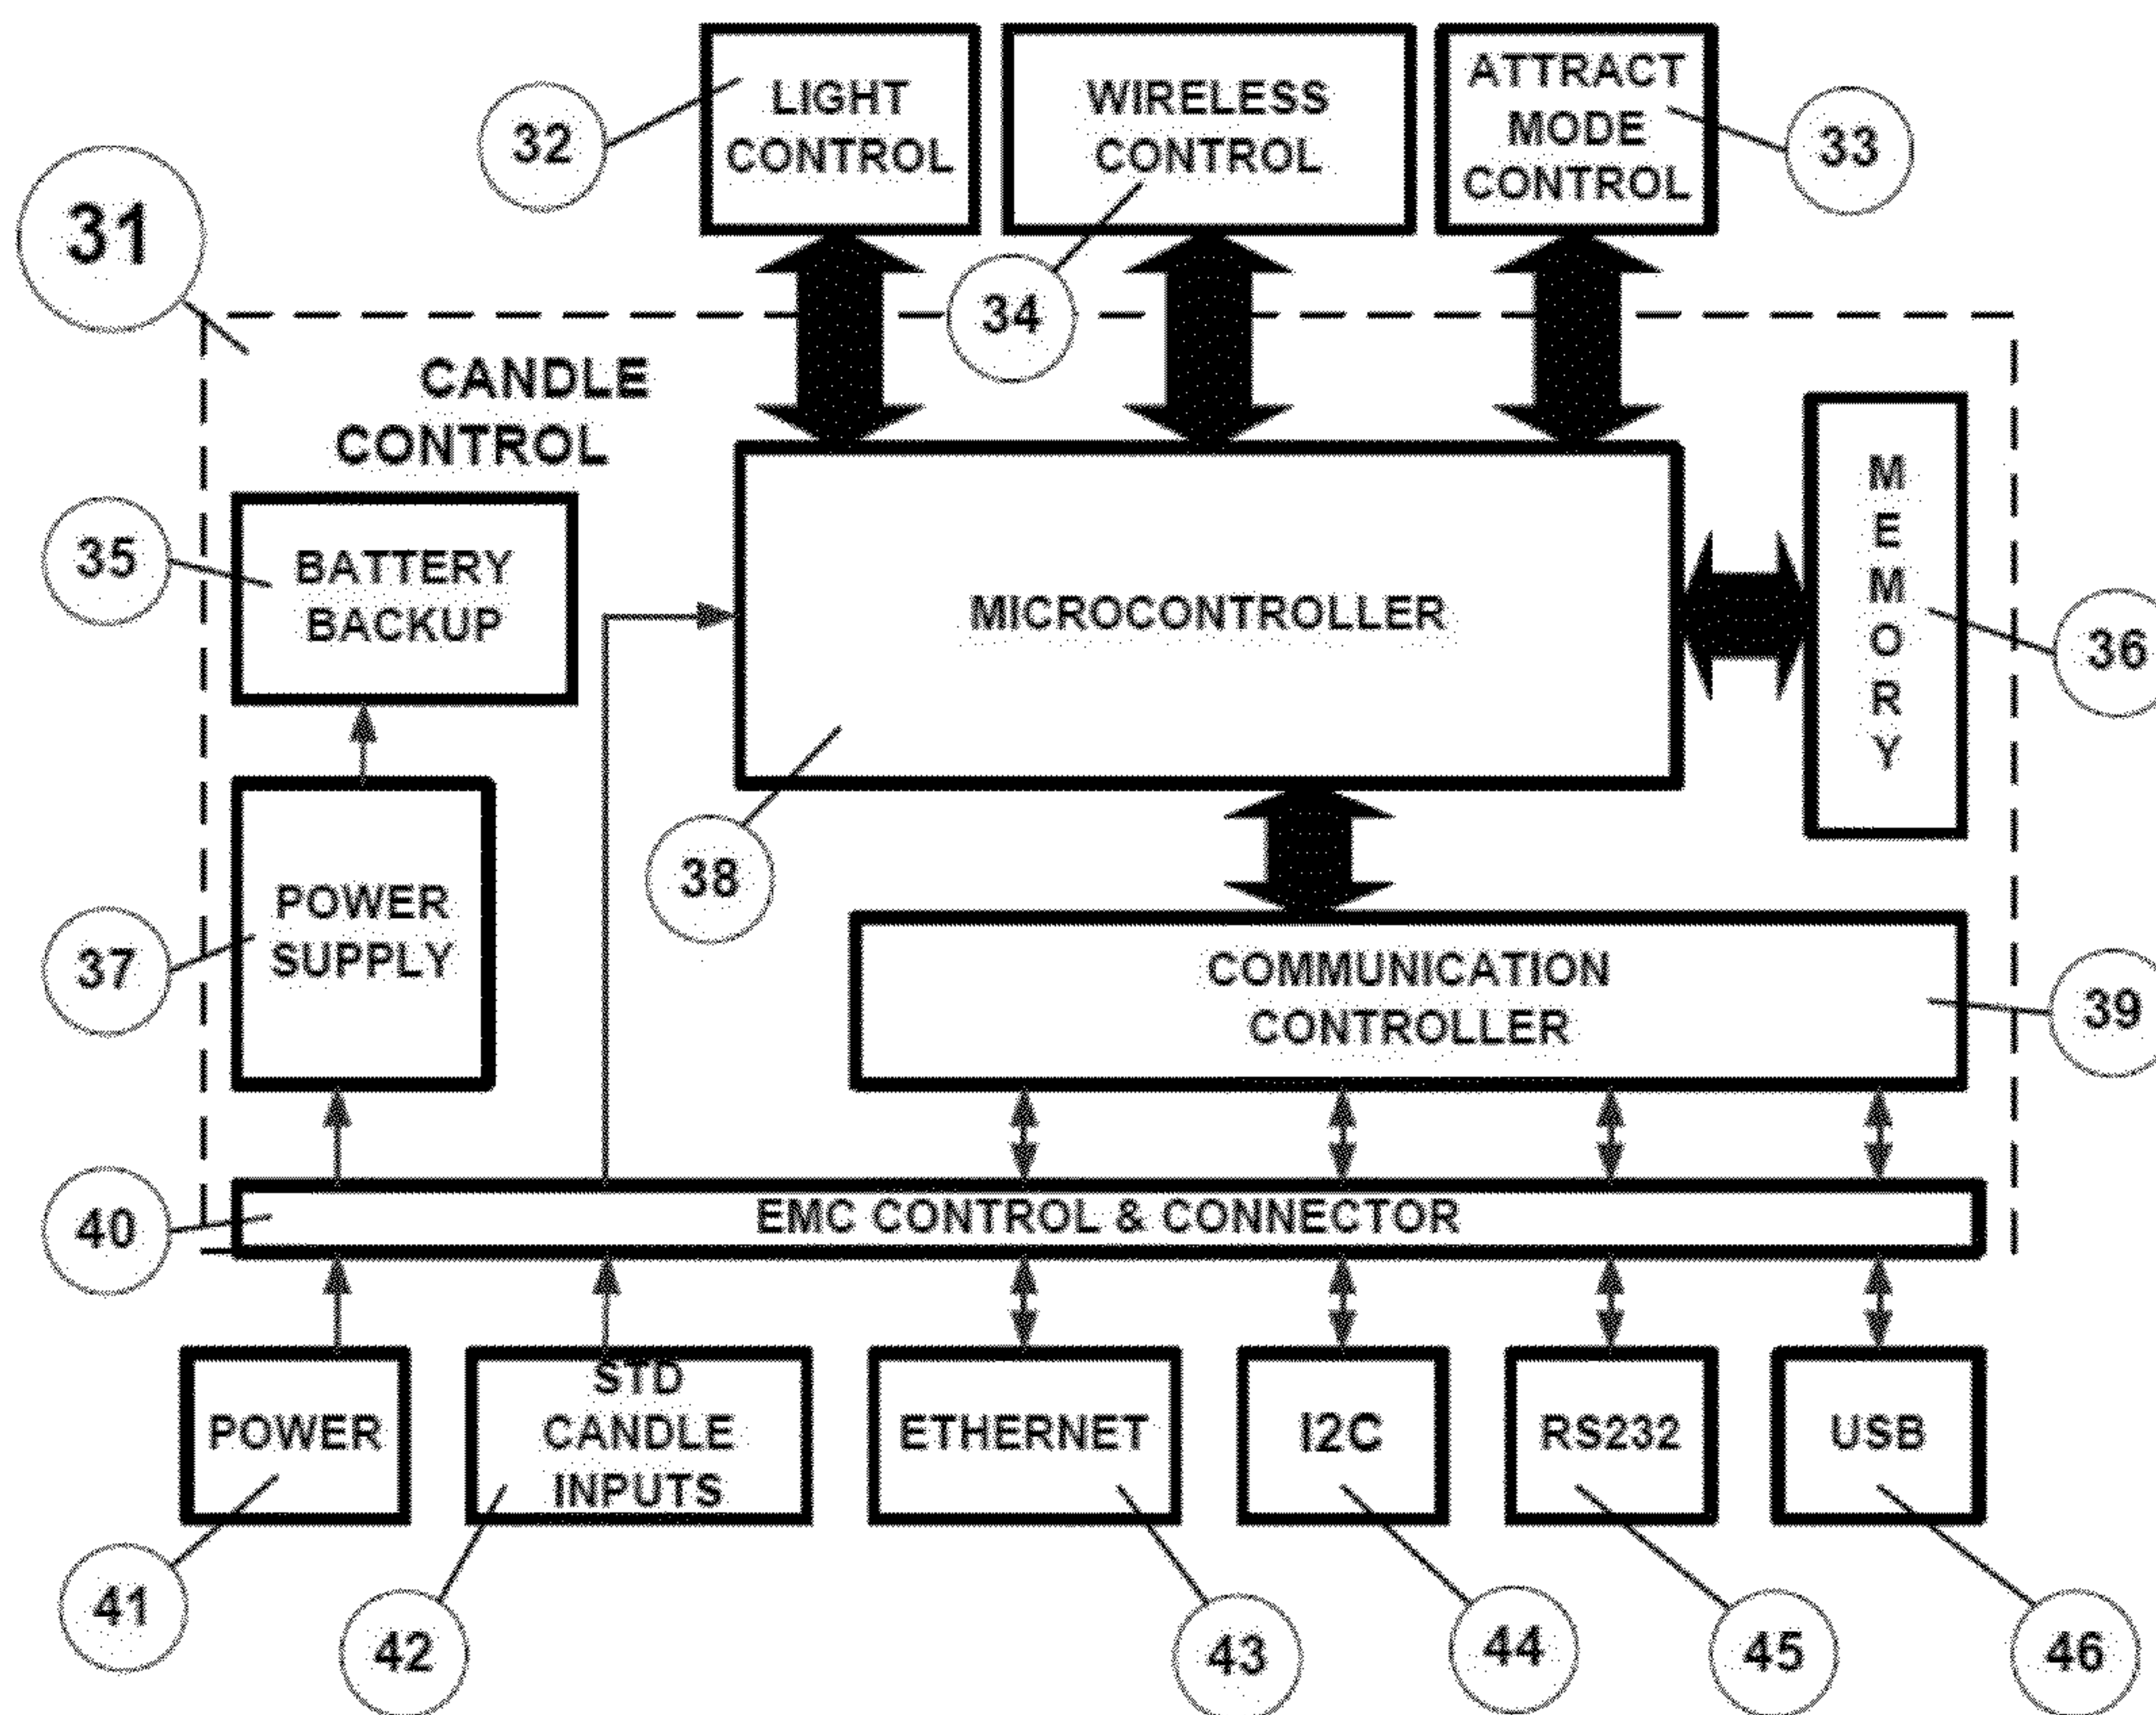 32
LIGHT
CONTROL
WIRELESS
CONTROL
ATTRACT
MODE
CONTROL
33
31
34
CANDLE
CONTROL
35
BATTERY
BACKUP
MICROCONTROLLER
M
E
M
O
R
Y
36
38
37
POWER
SUPPLY
COMMUNICATION
CONTROLLER
39
40
EMC CONTROL & CONNECTOR
POWER
STD
CANDLE
INPUTS
ETHERNET
I2C
RS232
USB
41
42
43
44
45
46